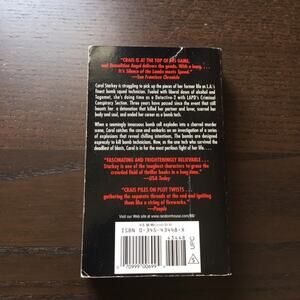 "CRAIS IS AT THE TOP OF HIS GAME,
and Demolition Angel delivers the goods. With a bang. . . .
It's Silence of the Lambs meets Speed."
—San Francisco Chronicle
Carol Starkey is struggling to pick up the pieces of her former life as L.A.'s
finest bomb squad technician. Fueled with liberal doses of alcohol and
Tagamet, she's doing time as a Detective-2 with LAPD's Criminal
Conspiracy Section. Three years have passed since the event that still
haunts her: a detonation that killed her partner and lover, scarred her
body and soul, and ended her career as a bomb tech.
When a seemingly innocuous bomb call explodes into a charred murder
scene, Carol catches the case and embarks on an investigation of a series
of explosions that reveal chilling intentions. The bombs are designed
expressly to kill bomb technicians. Now, as the one tech who survived the
deadliest of blasts, Carol is in for the most perilous fight of her life. . . .
"FASCINATING AND FRIGHTENINGLY BELIEVABLE . . .
Starkey is one of the toughest characters to grace
the crowded field of thriller books in a long time."
—USA Today
"CRAIS PILES ON PLOT TWISTS . . .
gathering the separate threads at the end and igniting
them like a string of fireworks."
—People
Visit our Web site at www.randomhouse.com/BB/
ISBN 0-345-43448-X
43448
UPC
70999 00699